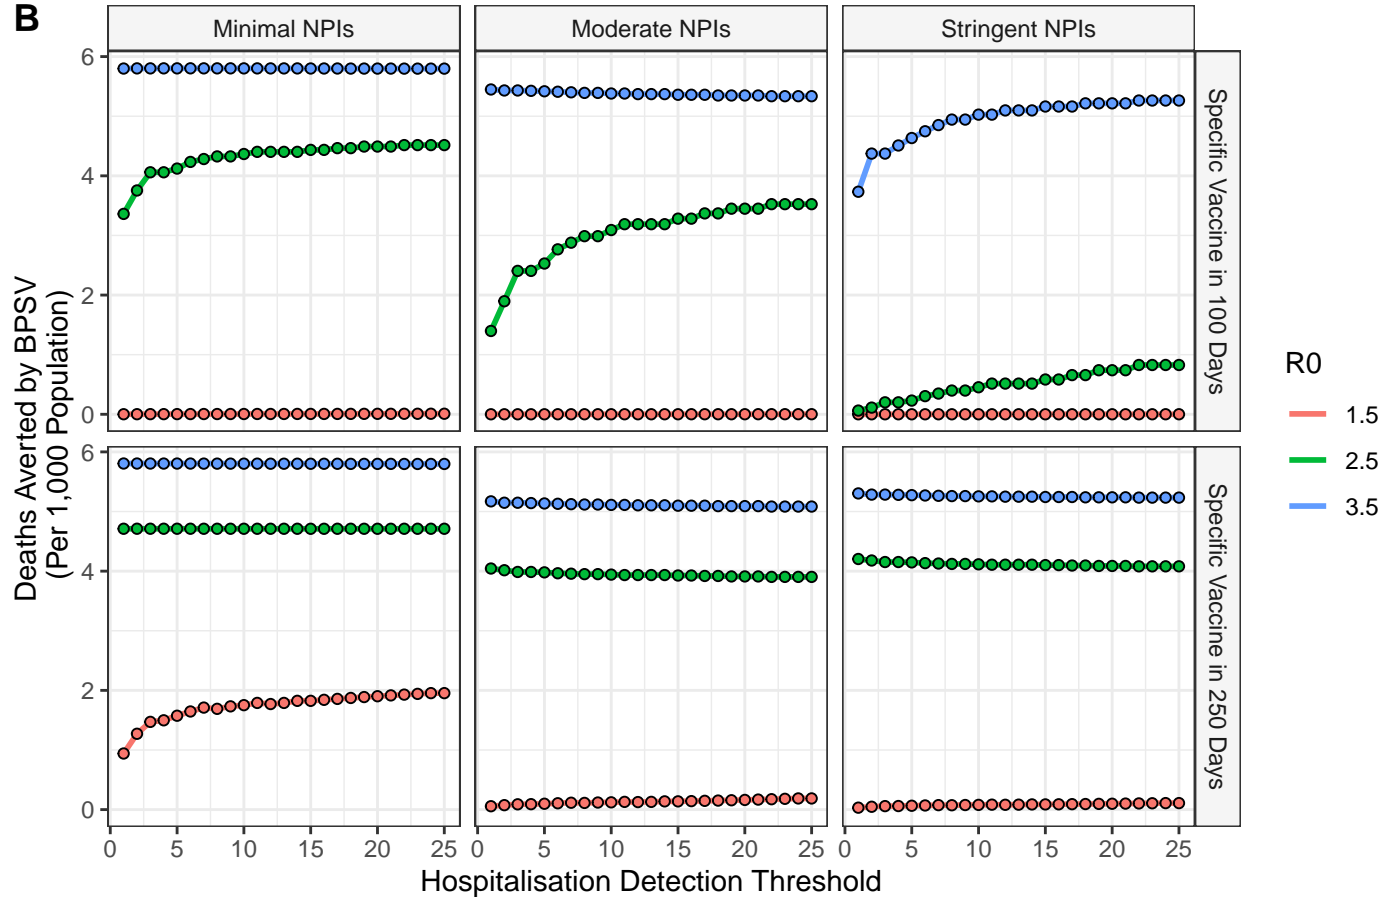 B
Minimal NPIs
Moderate NPIs
Stringent NPIs
Deaths Averted by BPSV
(Per 1,000 Population)
6
4
2
0
Specific Vaccine in 100 Days
6
4
2
0
Specific Vaccine in 250 Days
0 5 10 15 20 25
0 5 10 15 20 25
0 5 10 15 20 25
Hospitalisation Detection Threshold
R0
1.5
2.5
3.5